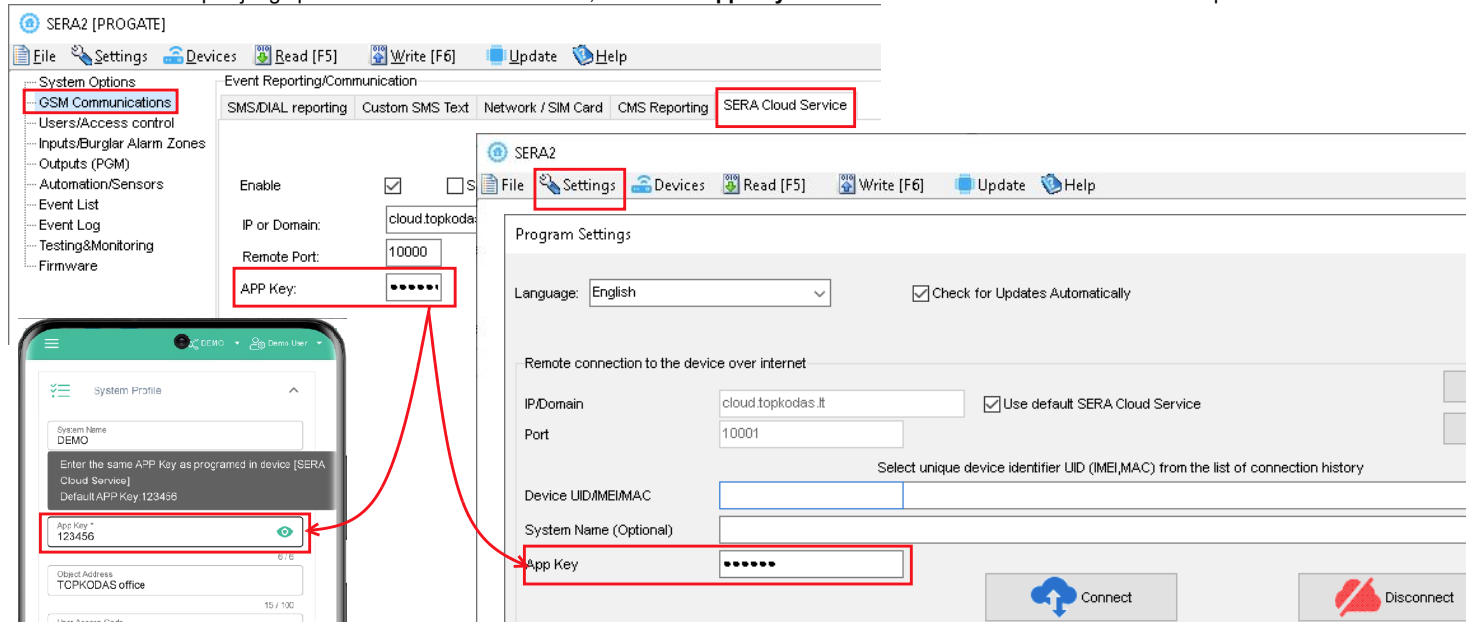 SERA2 [PROGATE]
File Settings Devices Read [F5] Write [F6] Update Help
System Options
GSM Communications
Users/Access control
Inputs/Burglar Alarm Zones
Outputs (PGM)
Automation/Sensors
Event List
Event Log
Testing&Monitoring
Firmware
Event Reporting/Communication
SMS/DIAL reporting Custom SMS Text Network / SIM Card CMS Reporting SERA Cloud Service
Enable
IP or Domain: cloud.topkodas
Remote Port: 10000
APP Key: ••••••
SERA2
File Settings Devices Read [F5] Write [F6] Update Help
Program Settings
Language: English Check for Updates Automatically
Remote connection to the device over internet
IP/Domain cloud.topkodas.lt Use default SERA Cloud Service
Port 10001
Select unique device identifier UID (IMEI,MAC) from the list of connection history
Device UID/IMEI/MAC
System Name (Optional)
App Key ••••••
Connect Disconnect
DEMO Demo User
System Profile
System Name
DEMO
Enter the same APP Key as programed in device [SERA
Cloud Service]
Default APP Key:123456
App Key *
123456
6 / 6
Object Address
TOPKODAS office
15 / 100